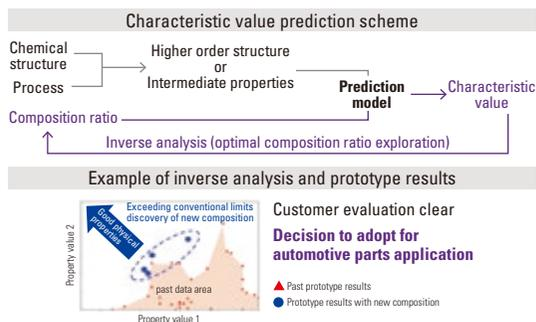 Characteristic value prediction scheme
Chemical
structure
Process
Higher order structure
or
Intermediate properties
Prediction
model
Characteristic
value
Composition ratio
Inverse analysis (optimal composition ratio exploration)
Example of inverse analysis and prototype results
Property value 2
Good physical
properties
Exceeding conventional limits
discovery of new composition
past data area
Property value 1
Customer evaluation clear
Decision to adopt for
automotive parts application
Past prototype results
Prototype results with new composition